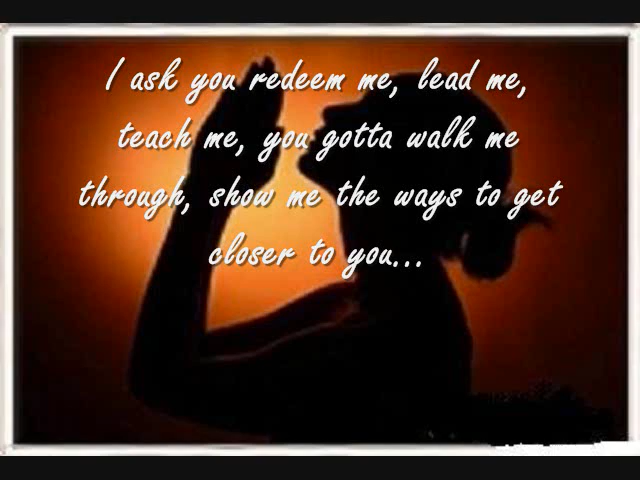 I ask you redeem me, lead me,
teach me, you gotta walk me
through, show me the ways to get
closer to you...